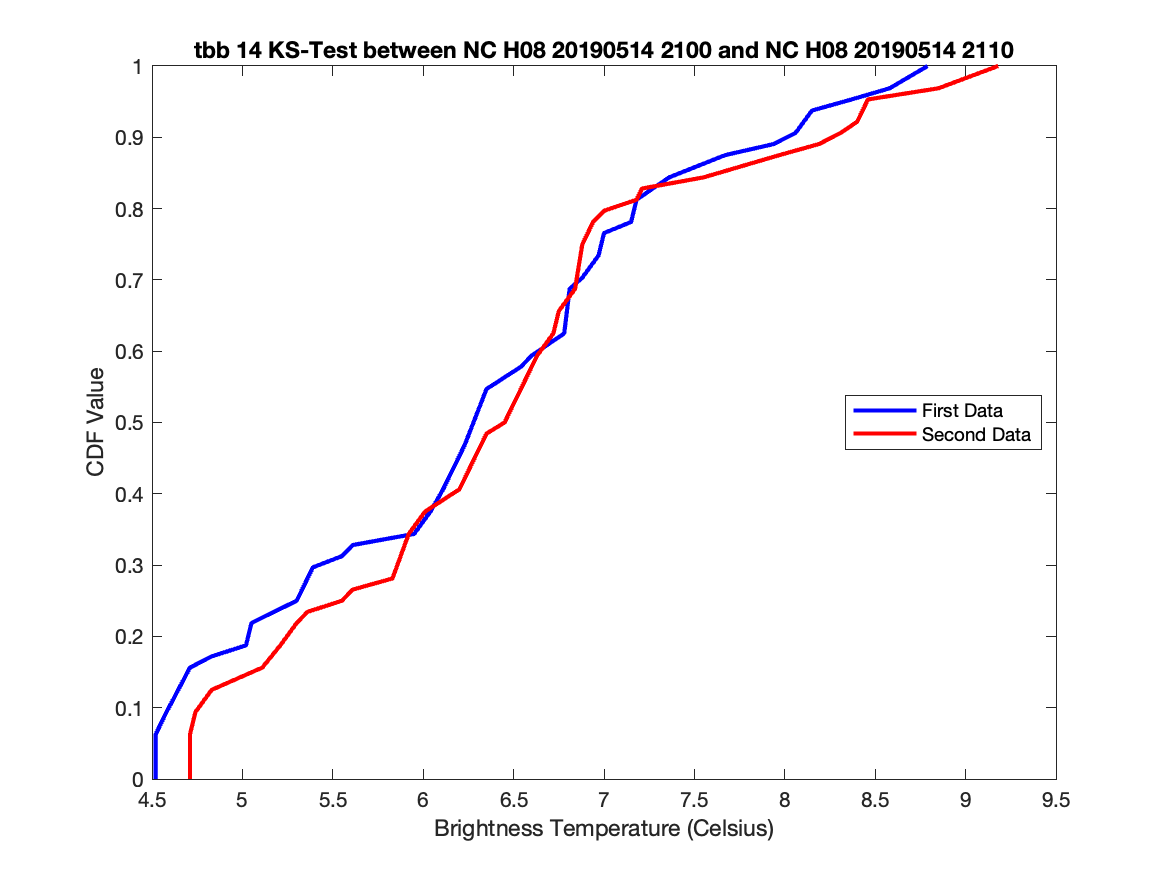 tbb 14 KS-Test between NC H08 20190514 2100 and NC H08 20190514 2110
1
0.9
0.8
0.7
0.6
0.5
0.4
0.3
0.2
0.1
0
CDF Value
First Data
Second Data
4.5 5 5.5 6 6.5 7 7.5 8 8.5 9 9.5
Brightness Temperature (Celsius)